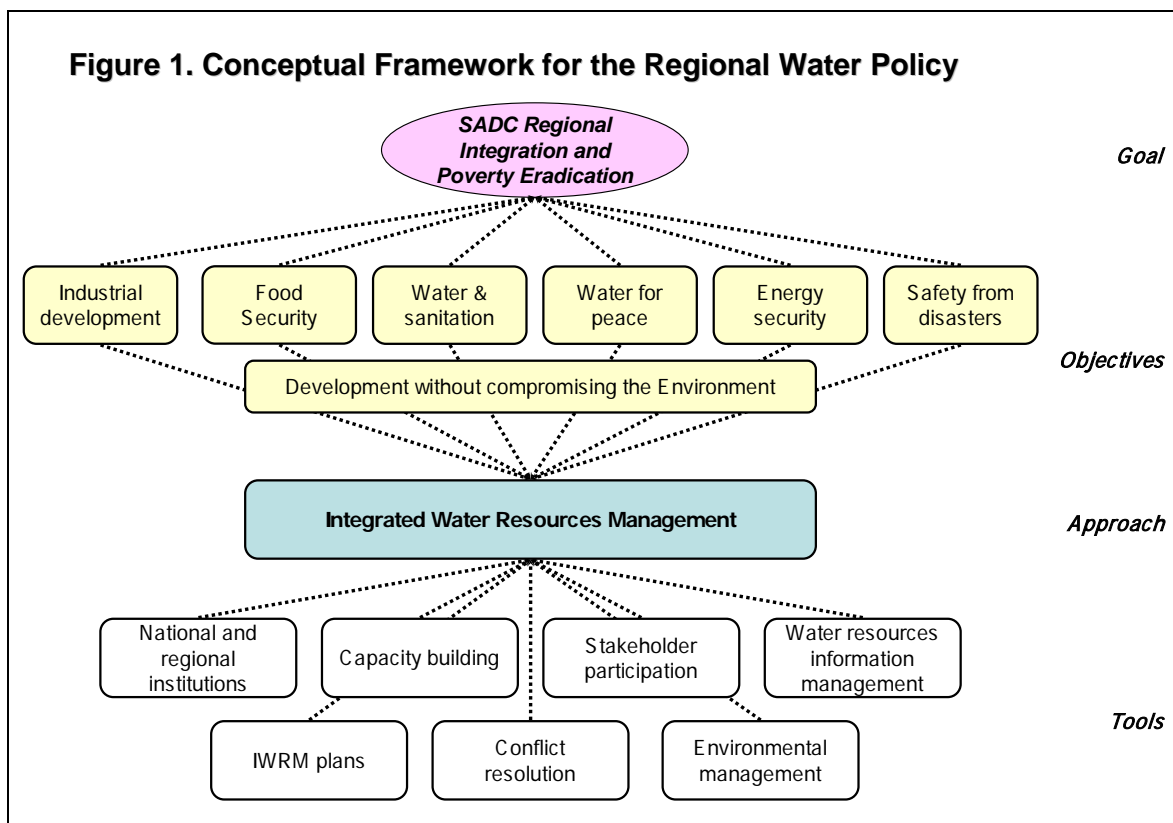 Figure 1. Conceptual Framework for the Regional Water Policy
SADC Regional
Integration and
Poverty Eradication
Goal
Industrial
development
Food
Security
Water &
sanitation
Water for
peace
Energy
security
Safety from
disasters
Objectives
Development without compromising the Environment
Integrated Water Resources Management
Approach
National and
regional
institutions
Capacity building
Stakeholder
participation
Water resources
information
management
Tools
IWRM plans
Conflict
resolution
Environmental
management